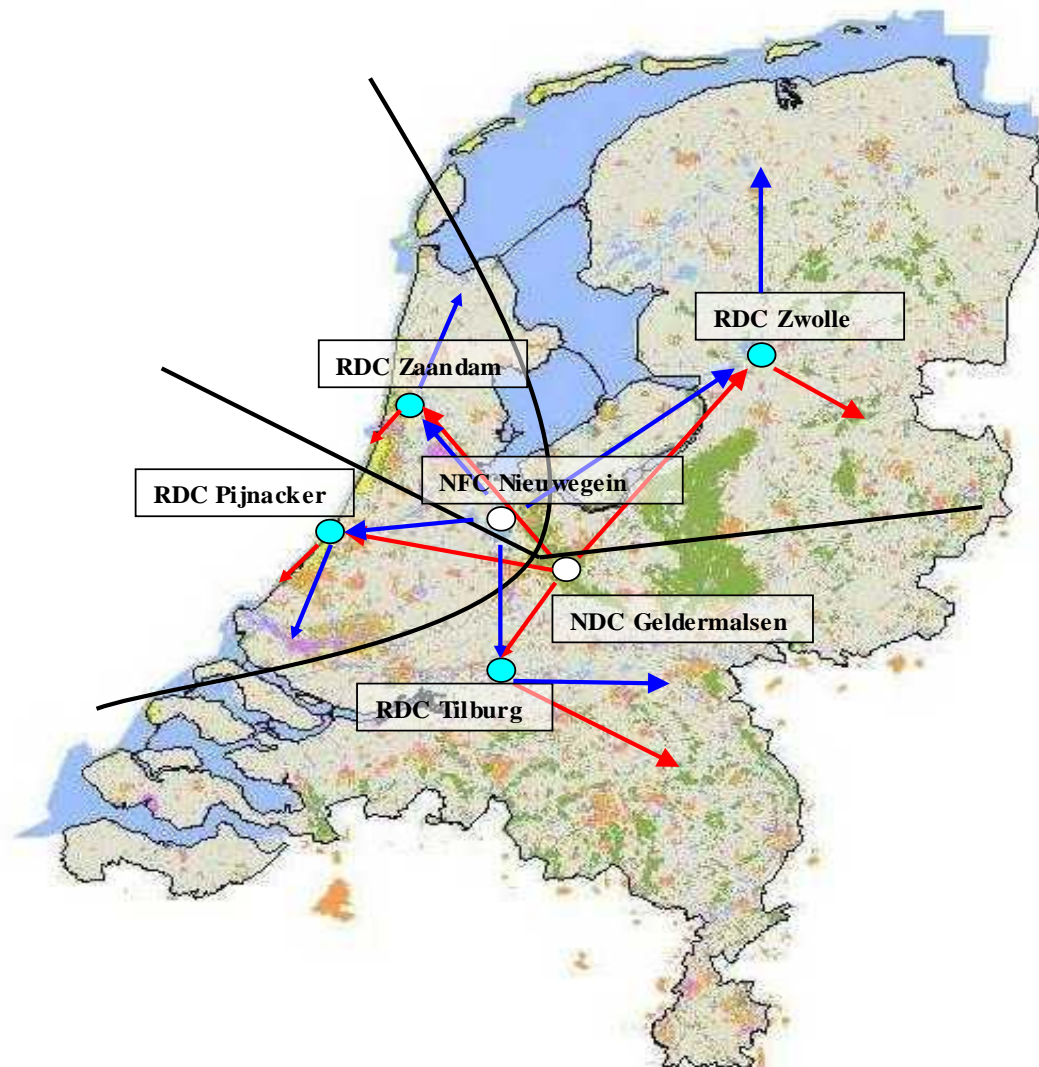 RDC Zwolle
RDC Zaandam
NFC Nieuwegein
RDC Pijnacker
NDC Geldermalsen
RDC Tilburg